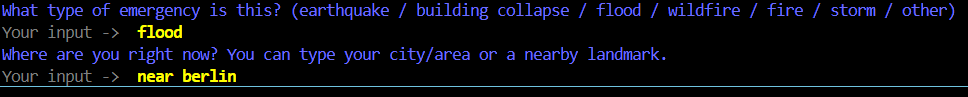 What type of emergency is this? (earthquake / building collapse / flood / wildfire / fire / storm / other)
Your input -> flood
Where are you right now? You can type your city/area or a nearby landmark.
Your input -> near berlin